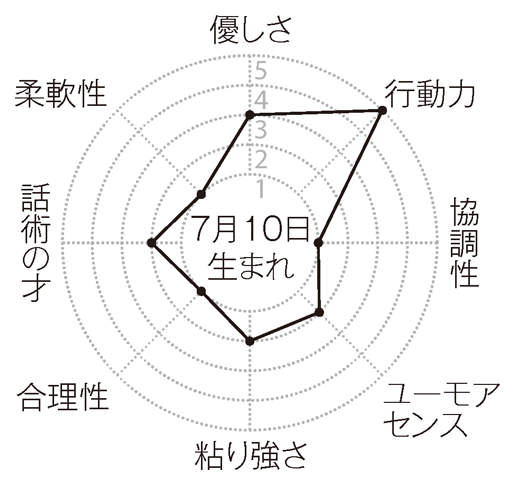 優しさ
行動力
協調性
ユーモア
センス
粘り強さ
合理性
話術の才
柔軟性
5
4
3
2
1
7月10日
生まれ